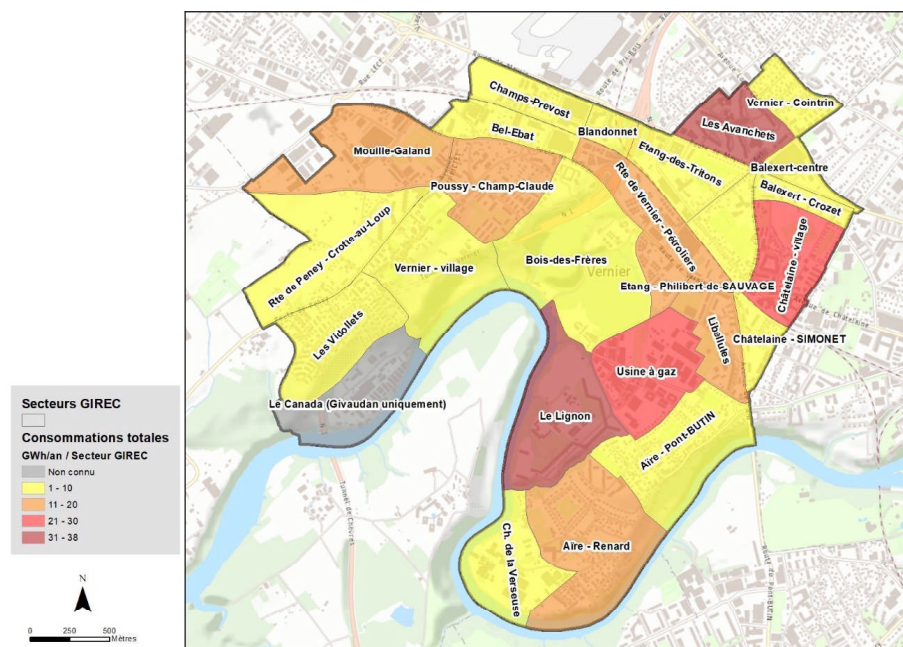 Champs-Prévost
Vernier - Cointrin
Les Avanchets
Bel-Ebat
Blandonnet
Mouille-Galand
Etang-des-Tritons
Balexert-centre
Poussy - Champ-Claude
Balexert - Crozet
Rte de Vernier - Pétroliers
Rte de Peney - Crotte-au-Loup
Vernier - village
Bois-des-Frères
Vernier
Châtelaine - village
Etang - Philibert de SAUVAGE
Les Vidollets
Libellules
Châtelaine - SIMONET
Usine à gaz
Le Canada (Givaudan uniquement)
Le Lignon
Aïre - Pont-BUTIN
Ch. de la Verseuse
Aïre - Renard
Secteurs GIREC
Consommations totales
GWh/an / Secteur GIREC
Non connu
1 - 10
11 - 20
21 - 30
31 - 38
N
0 250 500
Mètres